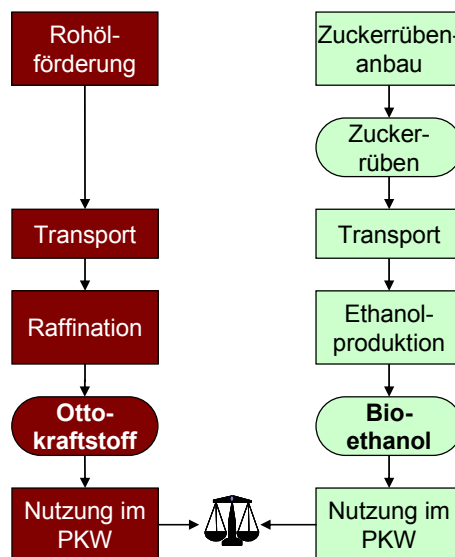 Rohöl-
förderung
Transport
Raffination
Otto-
kraftstoff
Nutzung im
PKW
Zuckerrüben-
anbau
Zucker-
rüben
Transport
Ethanol-
produktion
Bio-
ethanol
Nutzung im
PKW